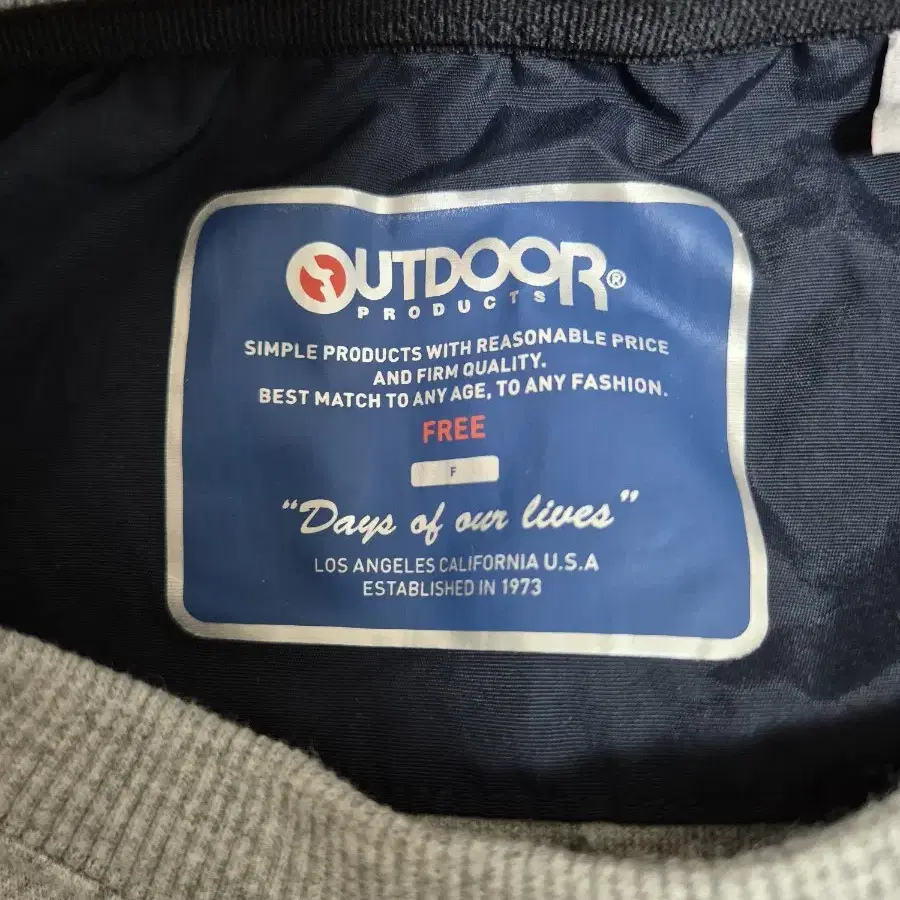 OUTDOOR®
PRODUCTS
SIMPLE PRODUCTS WITH REASONABLE PRICE
AND FIRM QUALITY.
BEST MATCH TO ANY AGE, TO ANY FASHION.
FREE
F
"Days of our lives"
LOS ANGELES CALIFORNIA U.S.A
ESTABLISHED IN 1973